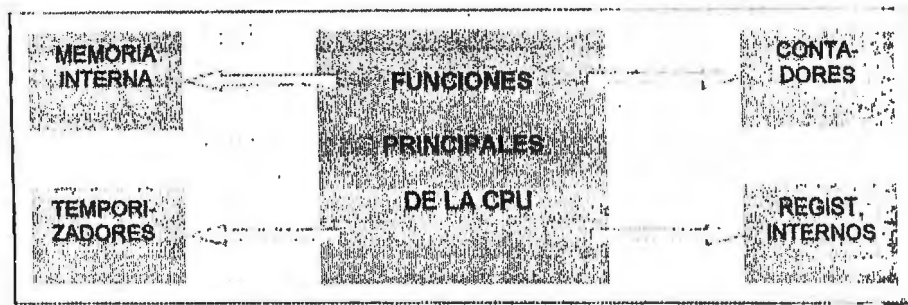 MEMORIA
INTERNA
FUNCIONES
PRINCIPALES
DE LA CPU
CONTA-
DORES
TEMPORI-
ZADORES
REGIST.
INTERNOS